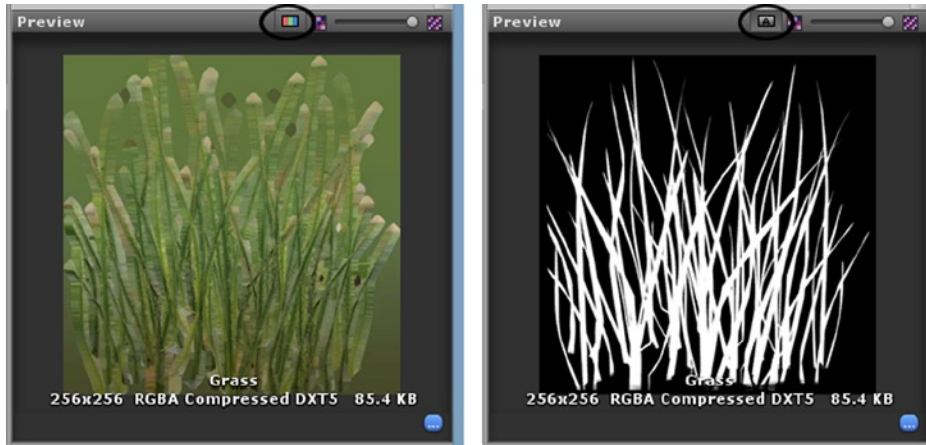 Preview
Grass
256x256 RGBA Compressed DXT5 85.4 KB
Preview
A
Grass
256x256 RGBA Compressed DXT5 85.4 KB